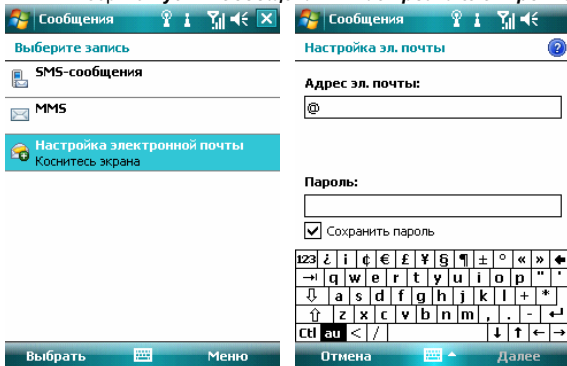 Сообщения
Выберите запись
SMS-сообщения
MMS
Настройка электронной почты
Коснитесь экрана
Выбрать
Меню
Сообщения
Настройка эл. почты
Адрес эл. почты:
@
Пароль:
Сохранить пароль
123 ¿ ¡ ¢ € £ ¥ § ¶ ± ° « »
q w e r t y u i o p " '
a s d f g h j k l + *
z x c v b n m , . -
Ctl au < /
Отмена
Далее